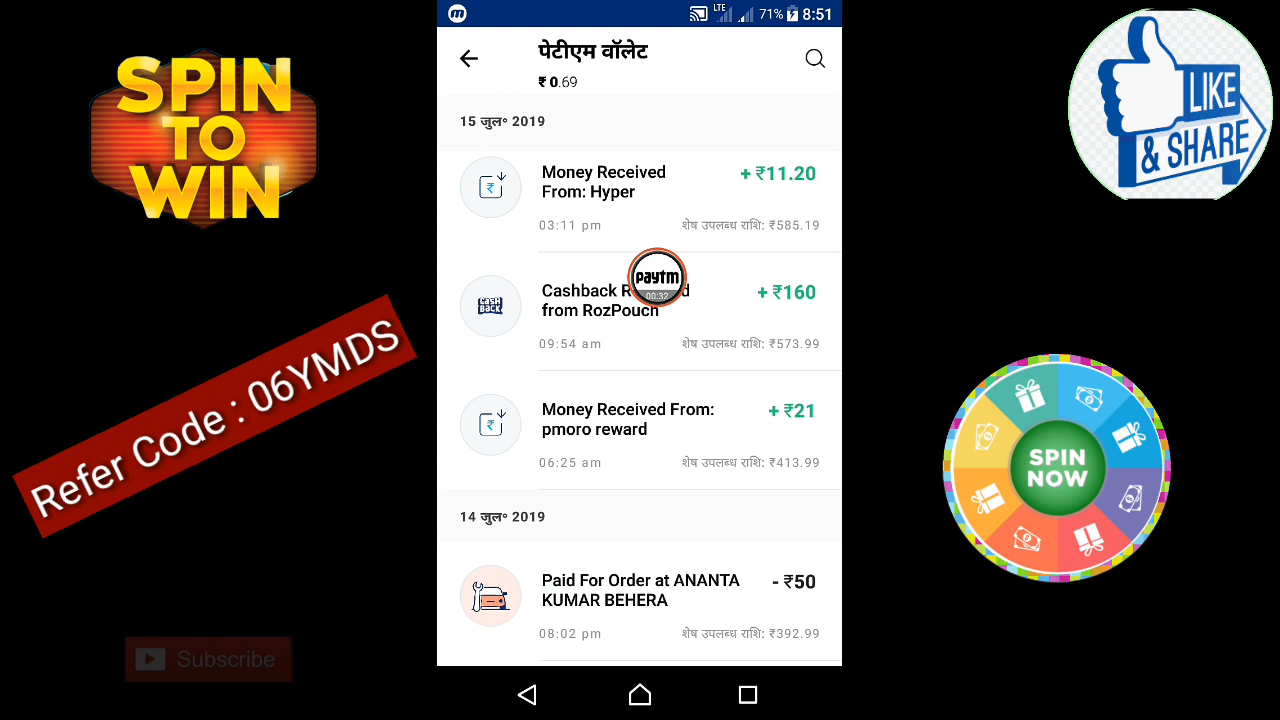 SPIN
TO
WIN
Refer Code : 06YMDS
Subscribe
m
LTE
71%
8:51
पेटीएम वॉलेट
₹ 0.69
15 जुल॰ 2019
Money Received
From: Hyper
+ ₹11.20
03:11 pm
शेष उपलब्ध राशि: ₹585.19
paytm
00:32
CASH
BACK
Cashback R d
from RozPouch
+ ₹160
09:54 am
शेष उपलब्ध राशि: ₹573.99
₹
Money Received From:
pmoro reward
+ ₹21
06:25 am
शेष उपलब्ध राशि: ₹413.99
14 जुल॰ 2019
Paid For Order at ANANTA
KUMAR BEHERA
- ₹50
08:02 pm
शेष उपलब्ध राशि: ₹392.99
LIKE
& SHARE
SPIN
NOW